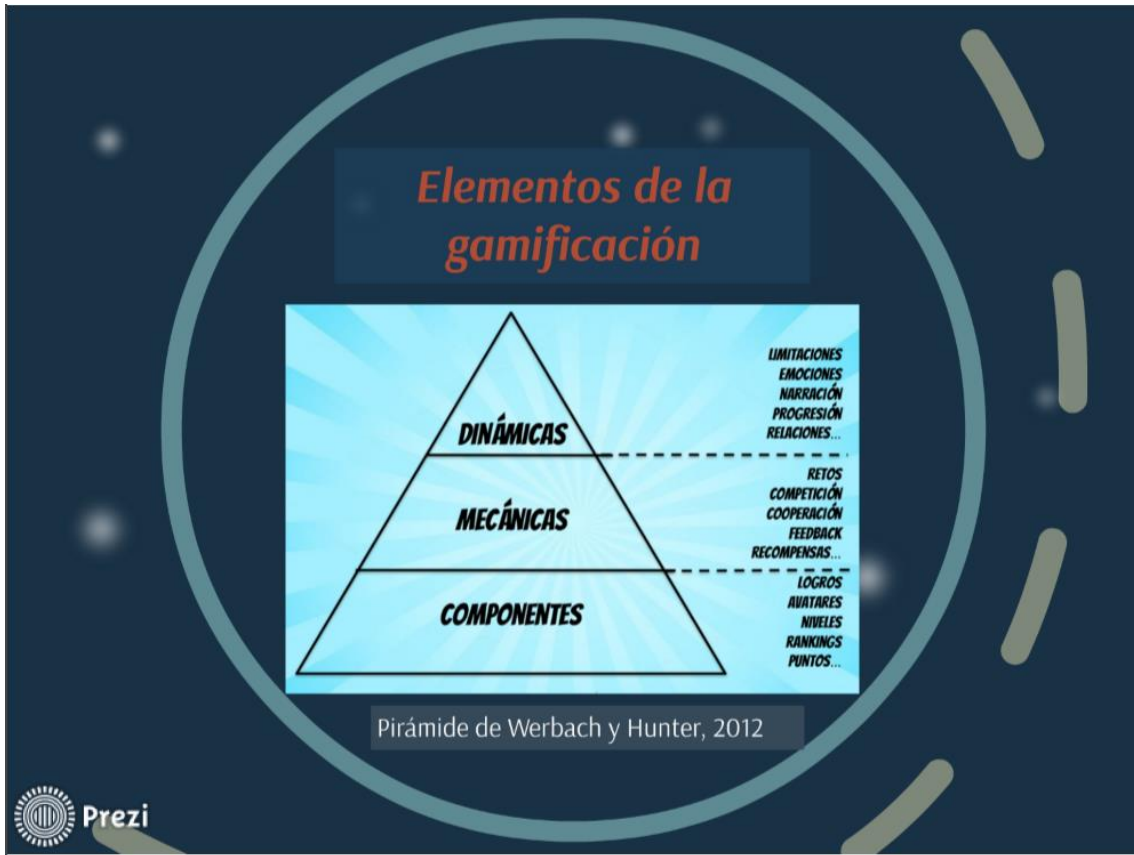 Elementos de la
gamificación
LIMITACIONES
EMOCIONES
NARRACIÓN
PROGRESIÓN
RELACIONES...
DINÁMICAS
RETOS
COMPETICIÓN
COOPERACIÓN
FEEDBACK
RECOMPENSAS...
MECÁNICAS
LOGROS
AVATARES
NIVELES
RANKINGS
PUNTOS...
COMPONENTES
Pirámide de Werbach y Hunter, 2012
Prezi